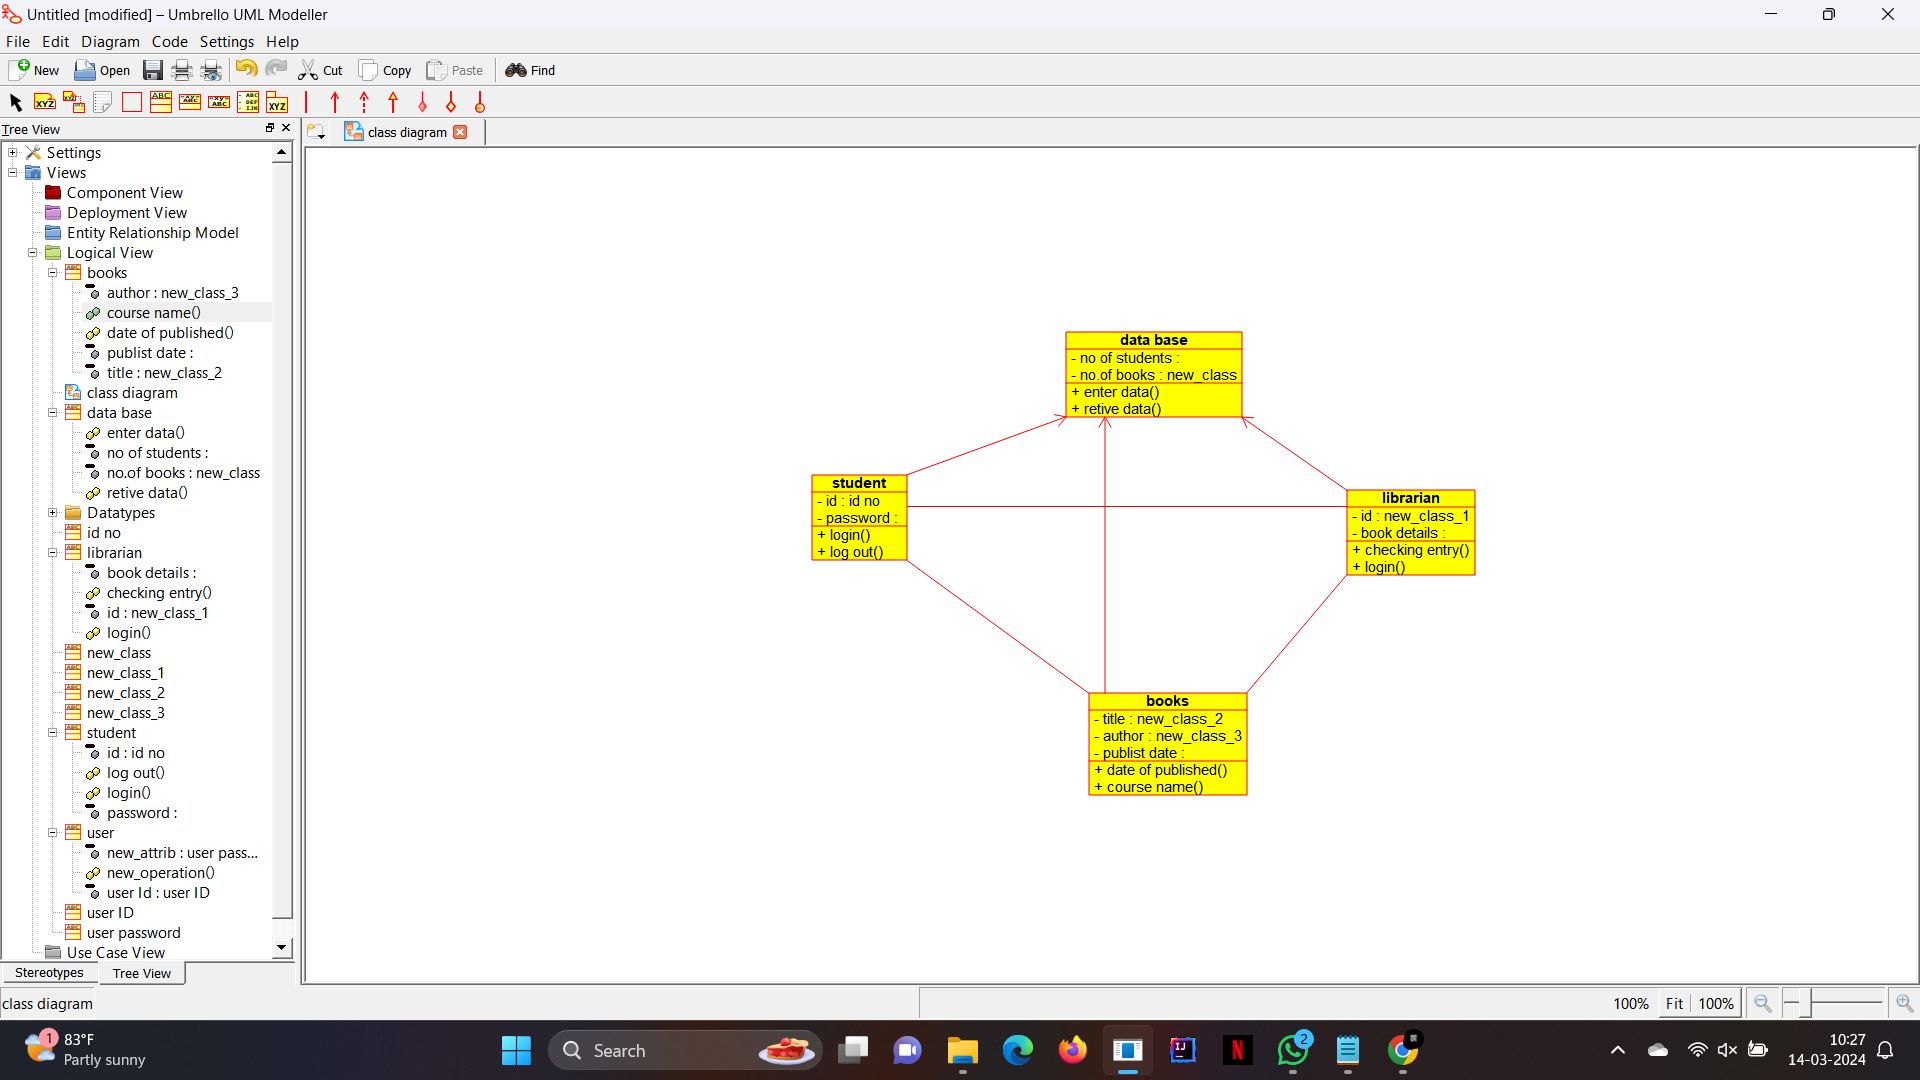 Untitled [modified] – Umbrello UML Modeller
File Edit Diagram Code Settings Help
New Open Cut Copy Paste Find
Tree View
class diagram
Settings
Views
Component View
Deployment View
Entity Relationship Model
Logical View
books
author : new_class_3
course name()
date of published()
publist date :
title : new_class_2
class diagram
data base
enter data()
no of students :
no.of books : new_class
retive data()
Datatypes
id no
librarian
book details :
checking entry()
id : new_class_1
login()
new_class
new_class_1
new_class_2
new_class_3
student
id : id no
log out()
login()
password :
user
new_attrib : user pass...
new_operation()
user Id : user ID
user ID
user password
Use Case View
Stereotypes Tree View
data base
- no of students :
- no.of books : new_class
+ enter data()
+ retive data()
student
- id : id no
- password :
+ login()
+ log out()
librarian
- id : new_class_1
- book details :
+ checking entry()
+ login()
books
- title : new_class_2
- author : new_class_3
- publist date :
+ date of published()
+ course name()
class diagram
100% Fit 100%
1
83°F
Partly sunny
Search
2
10:27
14-03-2024